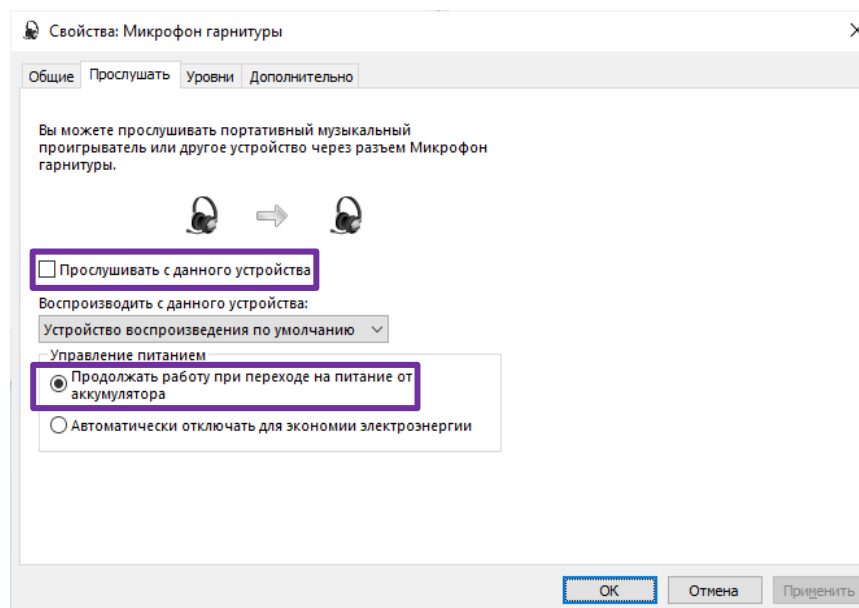 Свойства: Микрофон гарнитуры
Общие Прослушать Уровни Дополнительно
Вы можете прослушивать портативный музыкальный
проигрыватель или другое устройство через разъем Микрофон
гарнитуры.
Прослушивать с данного устройства
Воспроизводить с данного устройства:
Устройство воспроизведения по умолчанию
Управление питанием
Продолжать работу при переходе на питание от
аккумулятора
Автоматически отключать для экономии электроэнергии
OK Отмена Применить